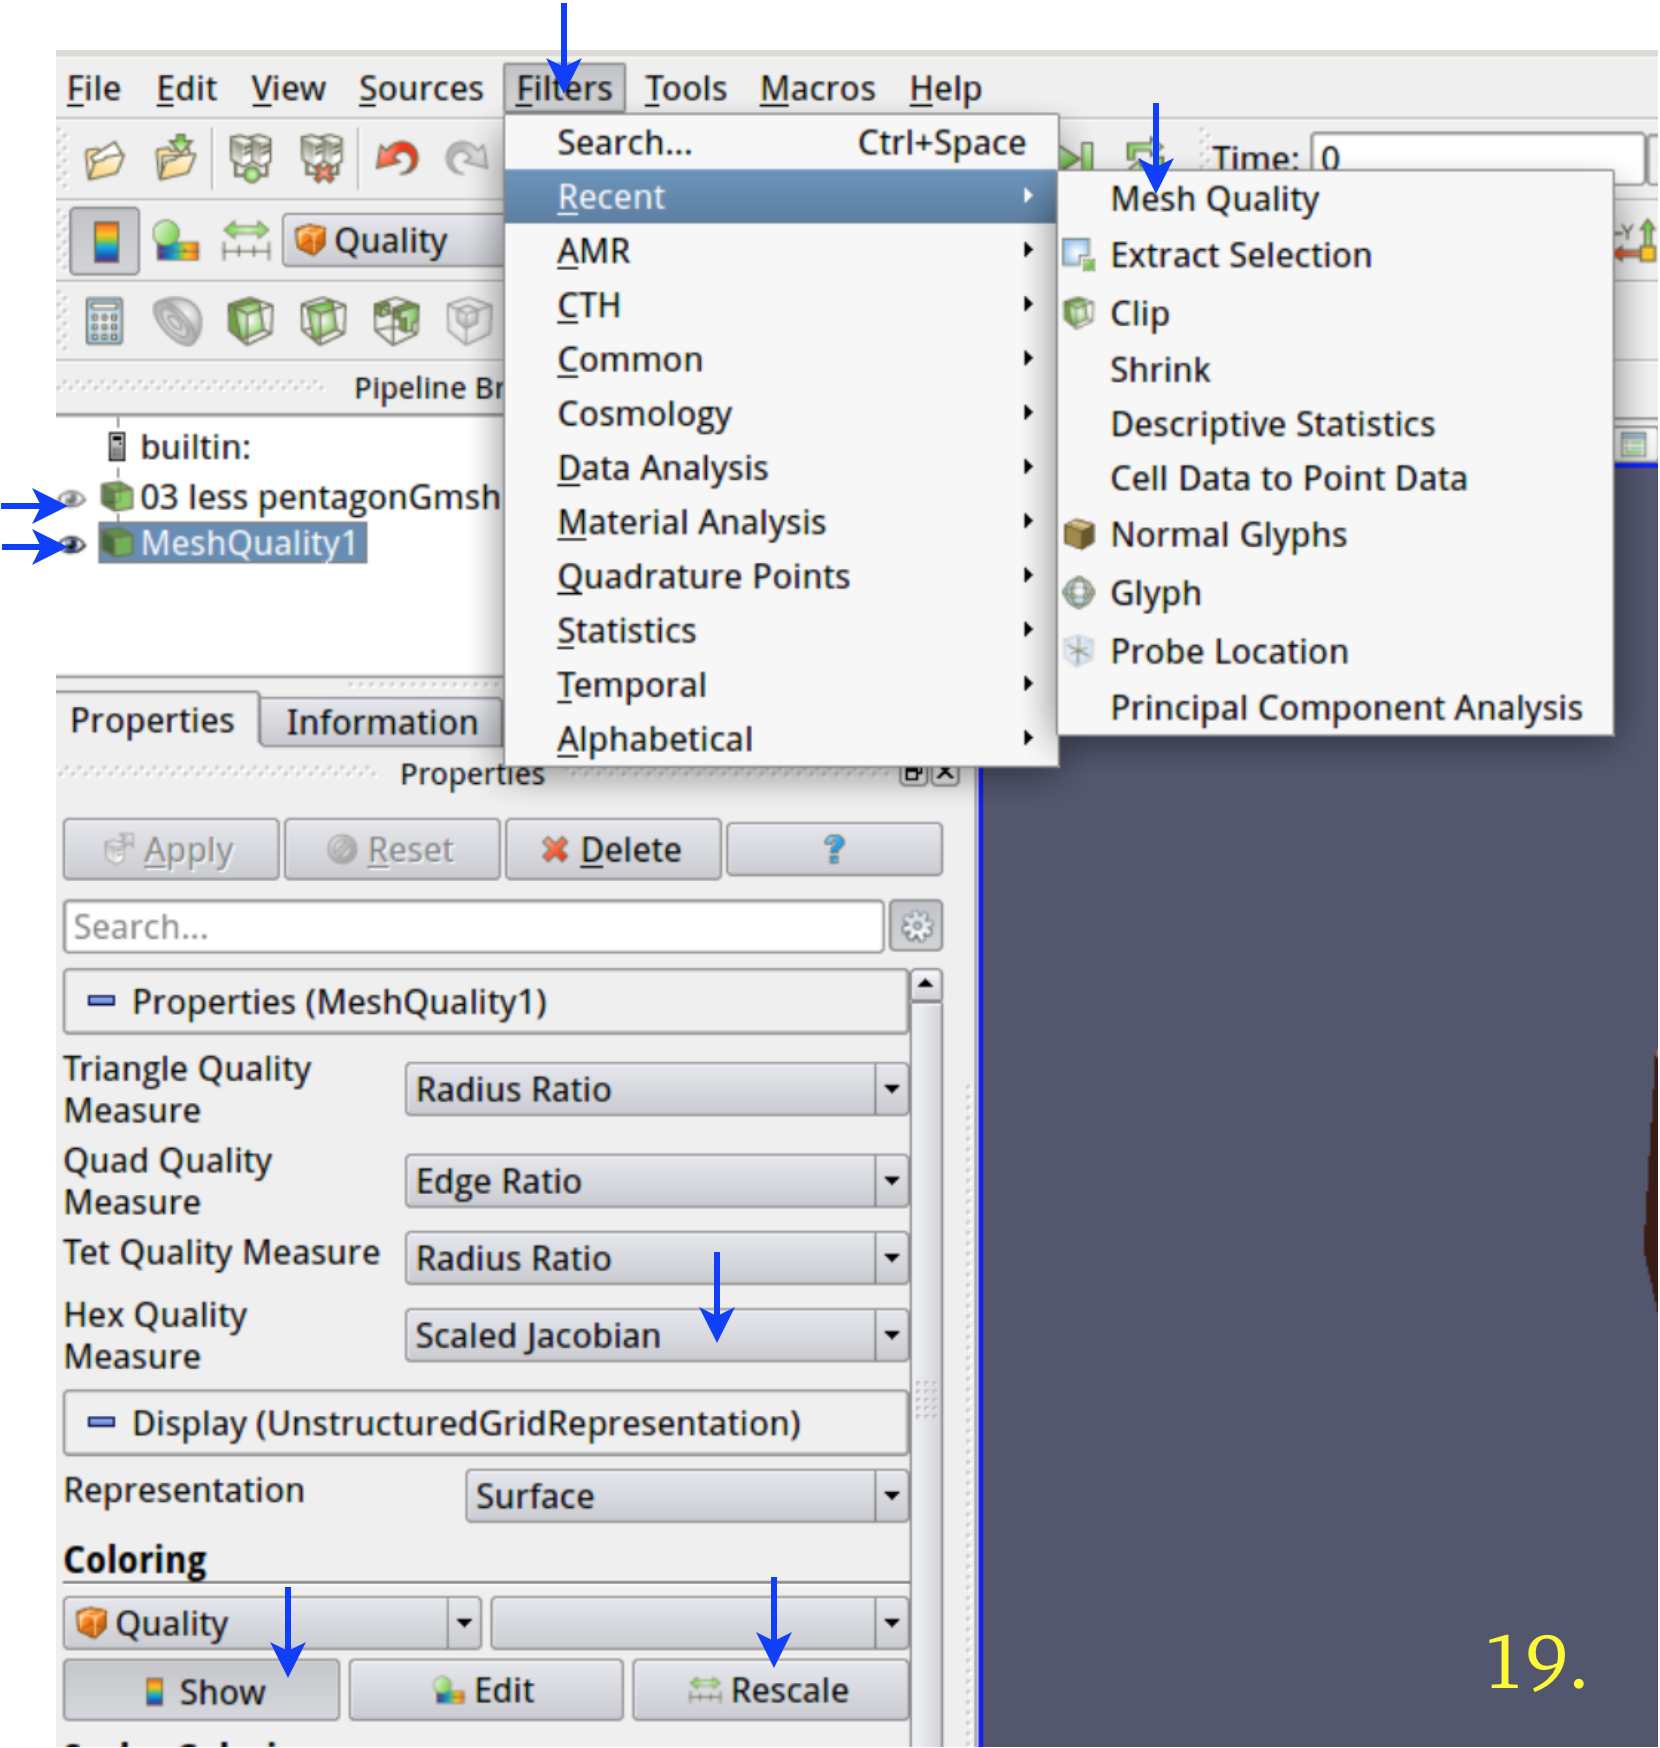 File Edit View Sources Filters Tools Macros Help
Search... Ctrl+Space
Time: 0
Recent
Mesh Quality
Quality
AMR
Extract Selection
CTH
Clip
Common
Shrink
Pipeline Br
Cosmology
Descriptive Statistics
builtin:
Data Analysis
Cell Data to Point Data
03 less pentagonGmsh
Material Analysis
Normal Glyphs
MeshQuality1
Quadrature Points
Glyph
Statistics
Probe Location
Temporal
Principal Component Analysis
Properties Information
Alphabetical
Properties
Apply Reset Delete ?
Search...
Properties (MeshQuality1)
Triangle Quality
Measure
Radius Ratio
Quad Quality
Measure
Edge Ratio
Tet Quality Measure Radius Ratio
Hex Quality
Measure
Scaled Jacobian
Display (UnstructuredGridRepresentation)
Representation Surface
Coloring
Quality
Show Edit Rescale
19.